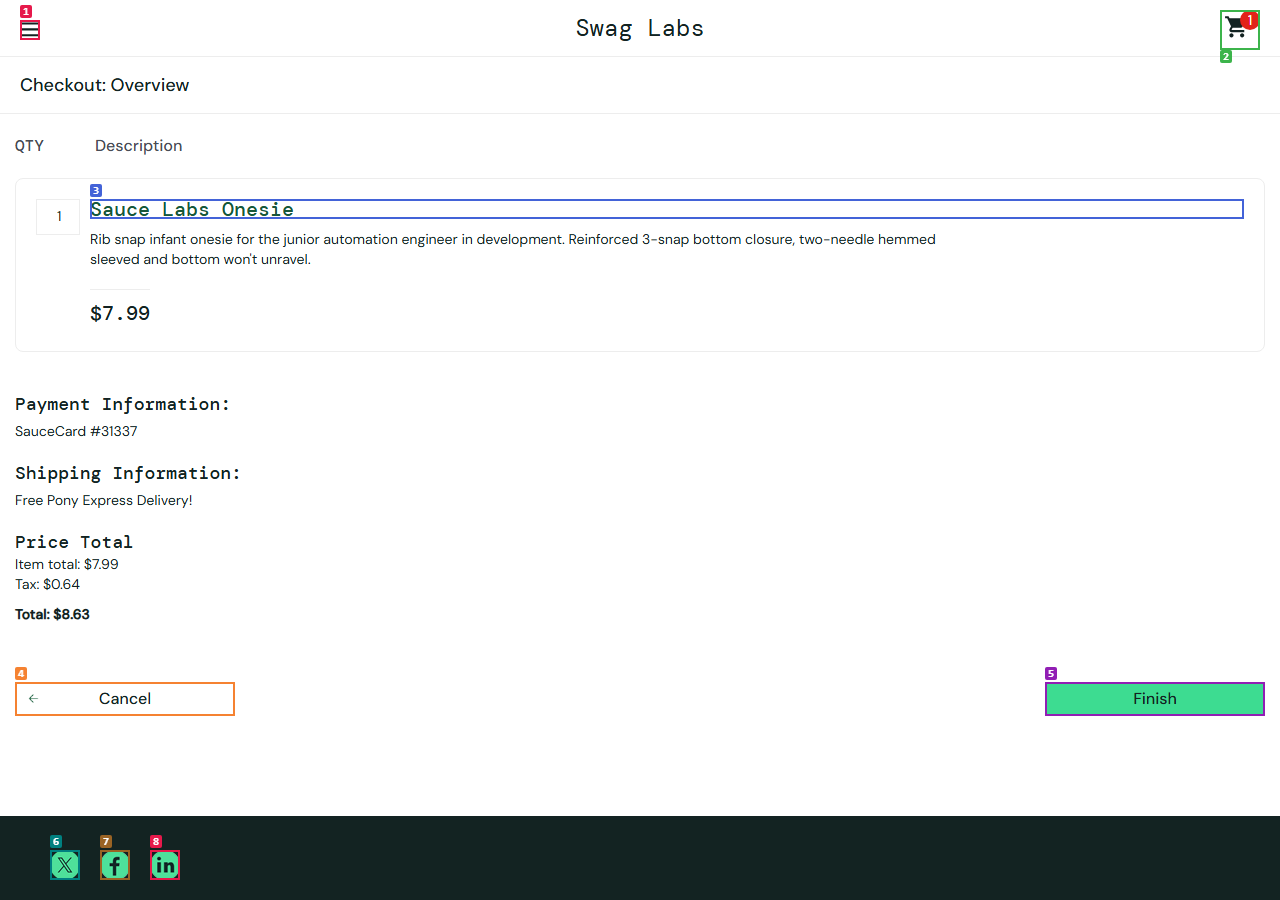 1
Swag Labs
1
2
Checkout: Overview
QTY Description
3
1
Sauce Labs Onesie
Rib snap infant onesie for the junior automation engineer in development. Reinforced 3-snap bottom closure, two-needle hemmed
sleeved and bottom won't unravel.
$7.99
Payment Information:
SauceCard #31337
Shipping Information:
Free Pony Express Delivery!
Price Total
Item total: $7.99
Tax: $0.64
Total: $8.63
4 5
Cancel Finish
6 7 8